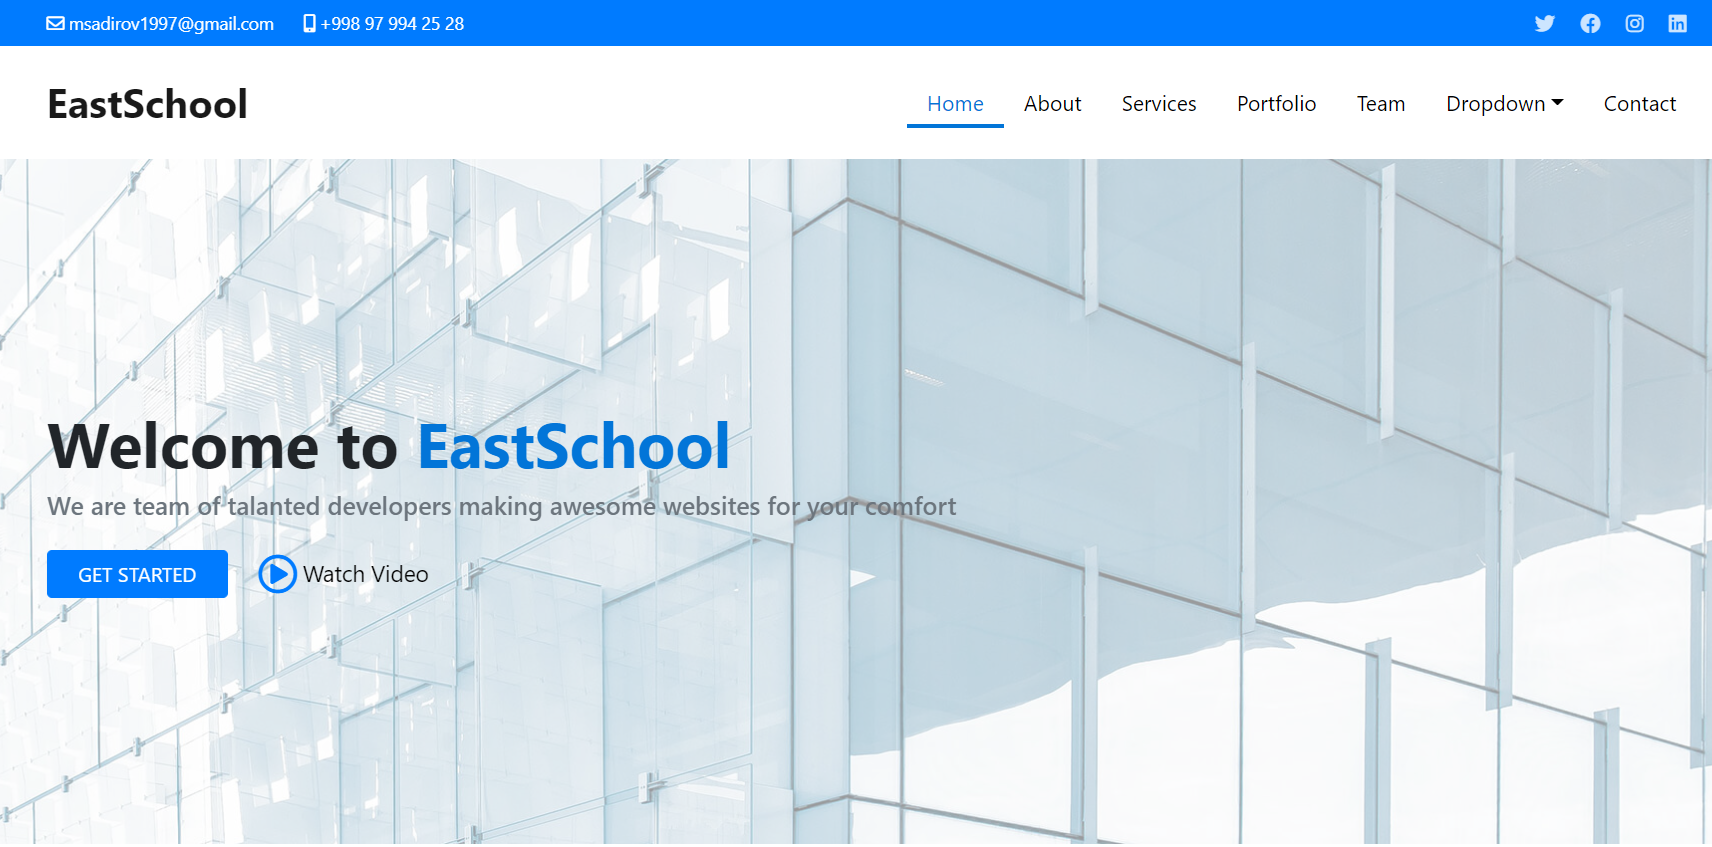 msadirov1997@gmail.com +998 97 994 25 28
EastSchool
Home About Services Portfolio Team Dropdown Contact
Welcome to EastSchool
We are team of talanted developers making awesome websites for your comfort
GET STARTED Watch Video